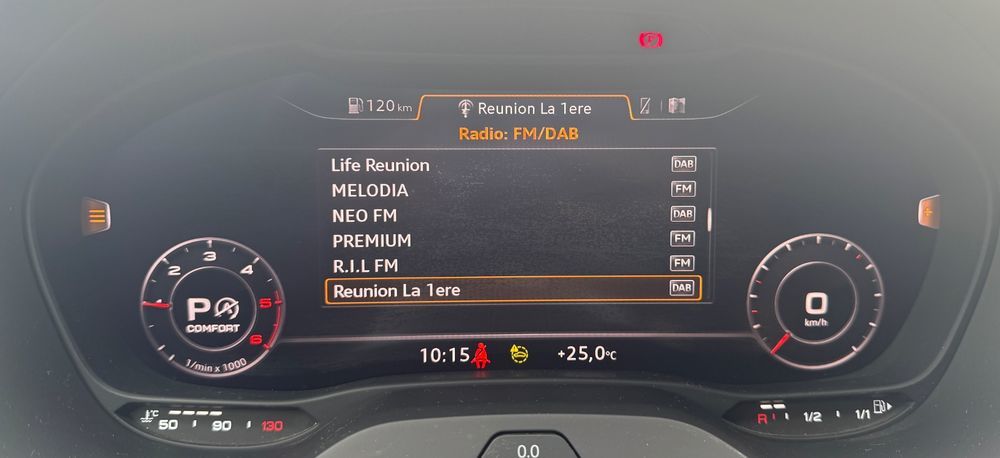 120 km
Reunion La 1ere
Radio: FM/DAB
Life Reunion DAB
MELODIA FM
NEO FM DAB
PREMIUM FM
R.I.L FM FM
Reunion La 1ere DAB
1 2 3 4 5 6
P A
COMFORT
1/min x 1000
0
km/h
10:15 +25,0°C
°C
50 90 130
R 1/2 1/1
0.0